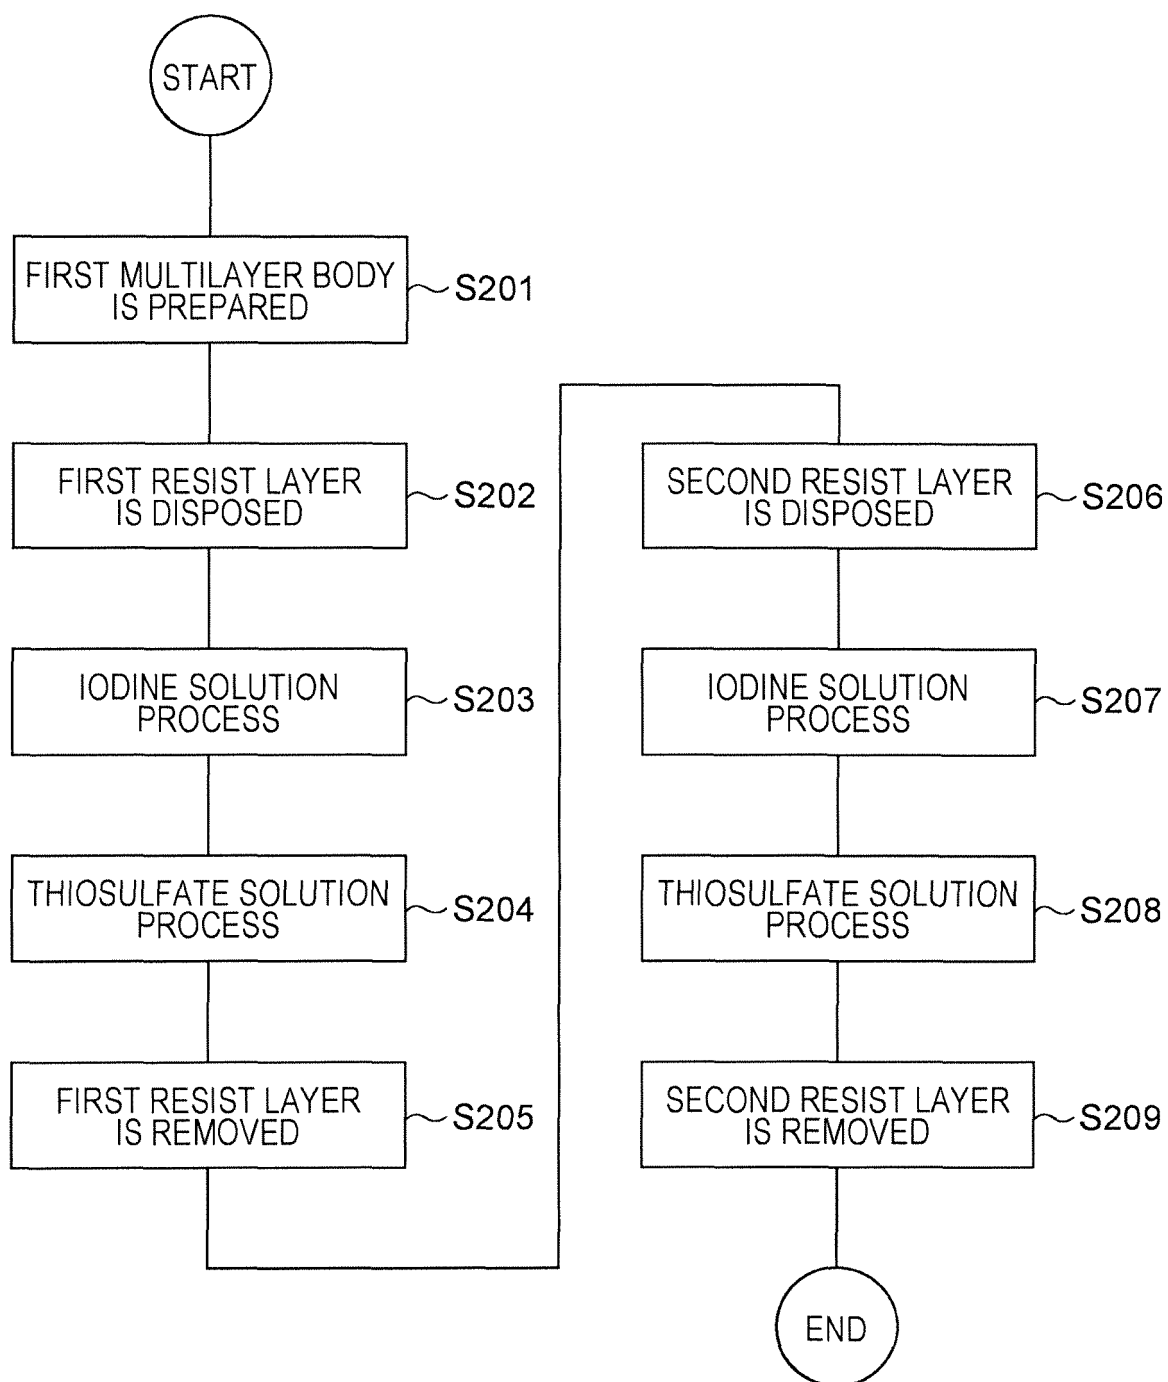 START
FIRST MULTILAYER BODY
IS PREPARED
S201
FIRST RESIST LAYER
IS DISPOSED
S202
IODINE SOLUTION
PROCESS
S203
THIOSULFATE SOLUTION
PROCESS
S204
FIRST RESIST LAYER
IS REMOVED
S205
SECOND RESIST LAYER
IS DISPOSED
S206
IODINE SOLUTION
PROCESS
S207
THIOSULFATE SOLUTION
PROCESS
S208
SECOND RESIST LAYER
IS REMOVED
S209
END